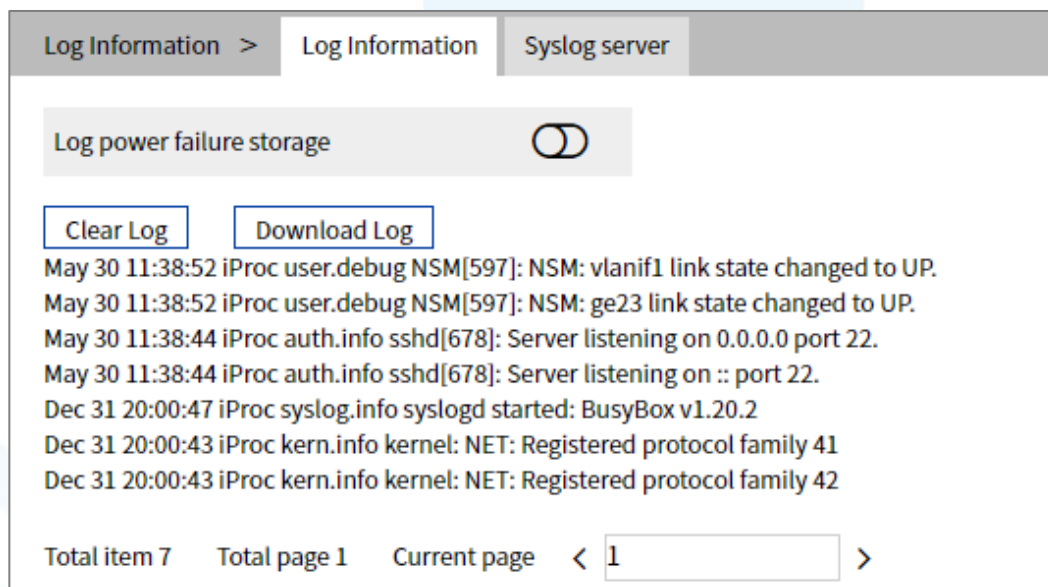 Log Information > Log Information Syslog server
Log power failure storage
Clear Log Download Log
May 30 11:38:52 iProc user.debug NSM[597]: NSM: vlanif1 link state changed to UP.
May 30 11:38:52 iProc user.debug NSM[597]: NSM: ge23 link state changed to UP.
May 30 11:38:44 iProc auth.info sshd[678]: Server listening on 0.0.0.0 port 22.
May 30 11:38:44 iProc auth.info sshd[678]: Server listening on :: port 22.
Dec 31 20:00:47 iProc syslog.info syslogd started: BusyBox v1.20.2
Dec 31 20:00:43 iProc kern.info kernel: NET: Registered protocol family 41
Dec 31 20:00:43 iProc kern.info kernel: NET: Registered protocol family 42
Total item 7 Total page 1 Current page < 1 >